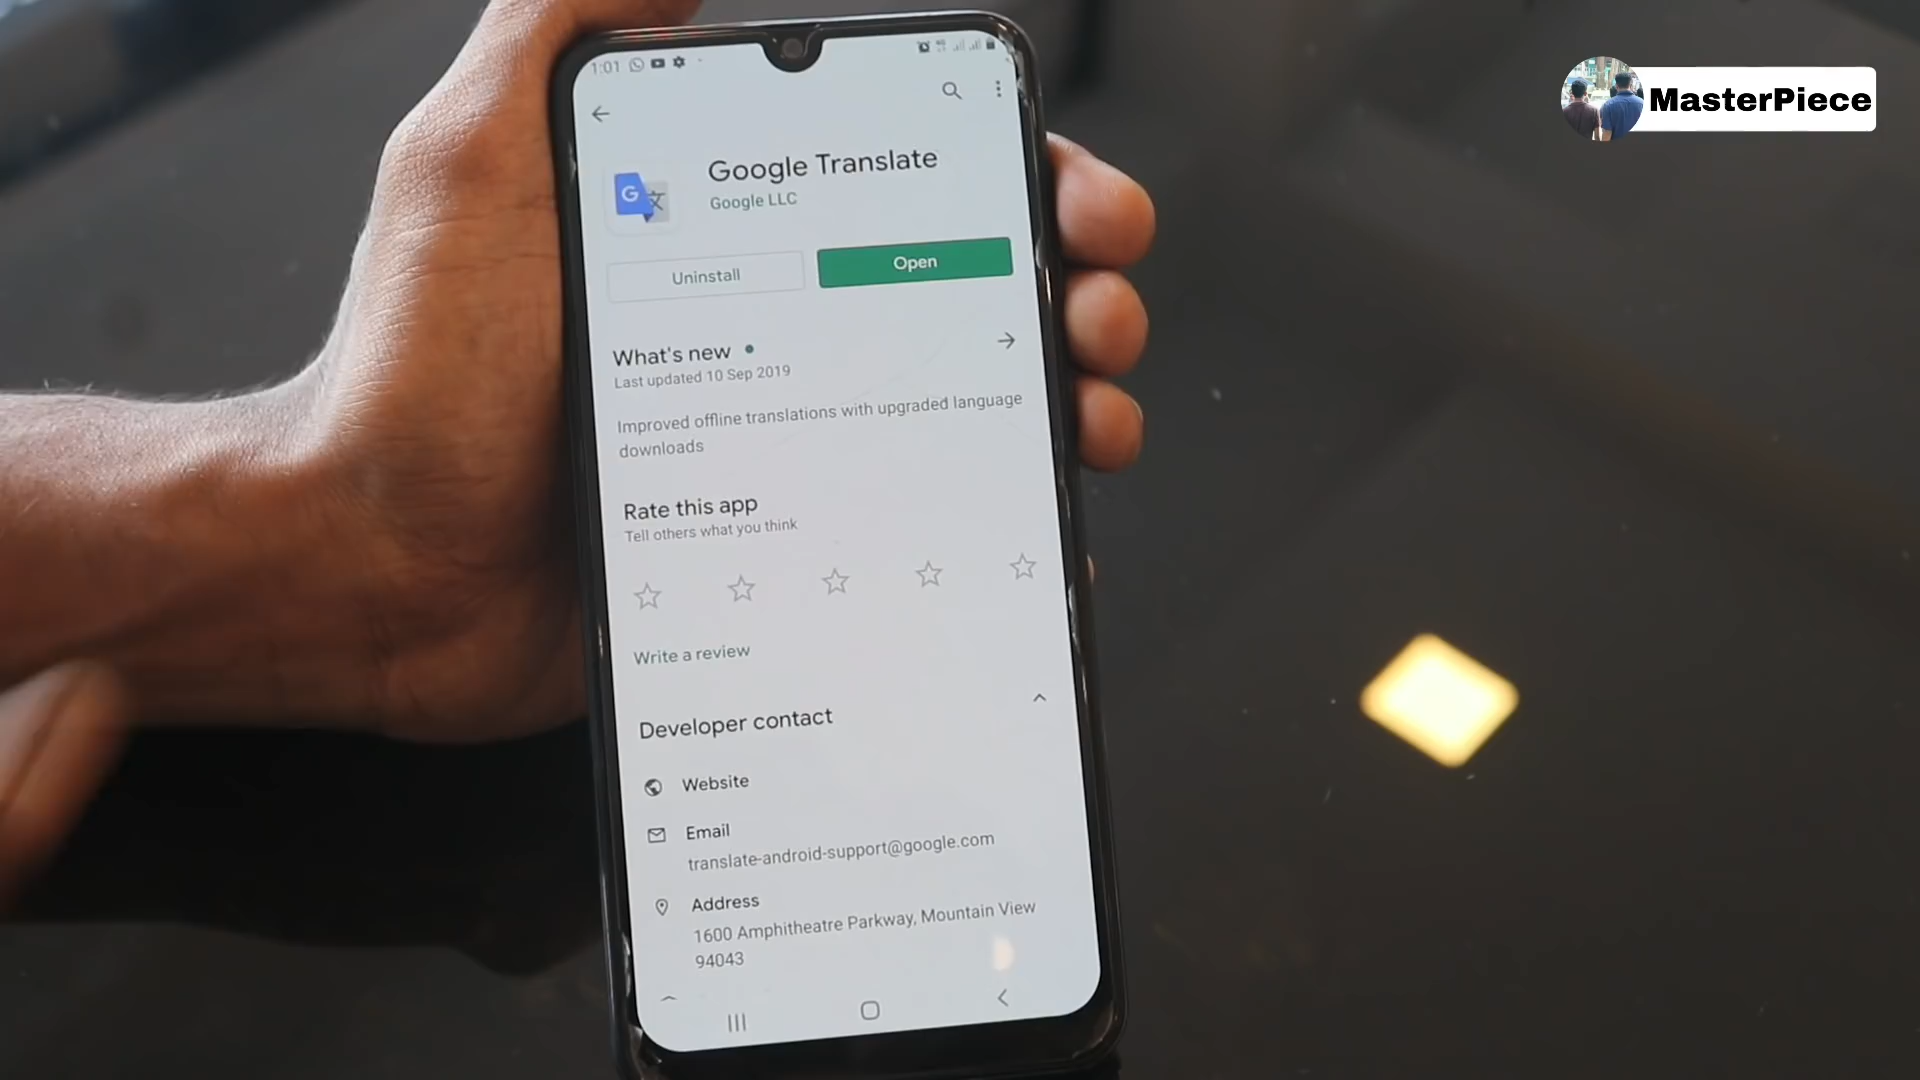 1:01
MasterPiece
Google Translate
Google LLC
Uninstall
Open
What's new
Last updated 10 Sep 2019
Improved offline translations with upgraded language
downloads
Rate this app
Tell others what you think
Write a review
Developer contact
Website
Email
translate-android-support@google.com
Address
1600 Amphitheatre Parkway, Mountain View
94043